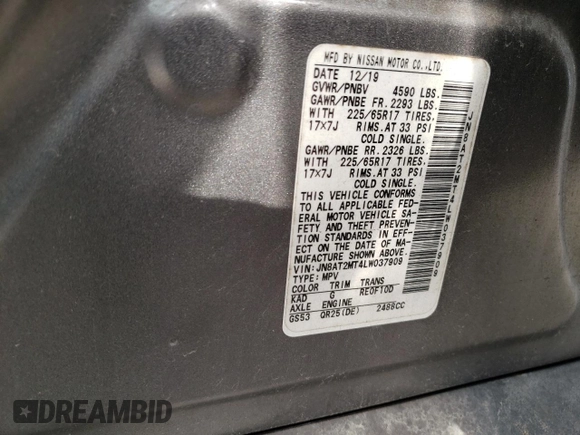 MFD BY NISSAN MOTOR CO.,LTD.
DATE 12/19
GVWR/PNBV 4590 LBS.
GAWR/PNBE FR. 2293 LBS.
WITH 225/65R17 TIRES.
17X7J RIMS.AT 33 PSI
COLD SINGLE.
GAWR/PNBE RR. 2326 LBS.
WITH 225/65R17 TIRES.
17X7J RIMS.AT 33 PSI
COLD SINGLE.
THIS VEHICLE CONFORMS
TO ALL APPLICABLE FED-
ERAL MOTOR VEHICLE SA-
FETY AND THEFT PREVEN-
TION STANDARDS IN EFF-
ECT ON THE DATE OF MA-
NUFACTURE SHOWN ABOVE.
VIN: JN8AT2MT4LW037909
TYPE: MPV
COLOR TRIM TRANS
KAD G RE0F10D
AXLE ENGINE
GS53 QR25(DE) 2488CC
JN8AT2MT4LW037909
DREAMBID